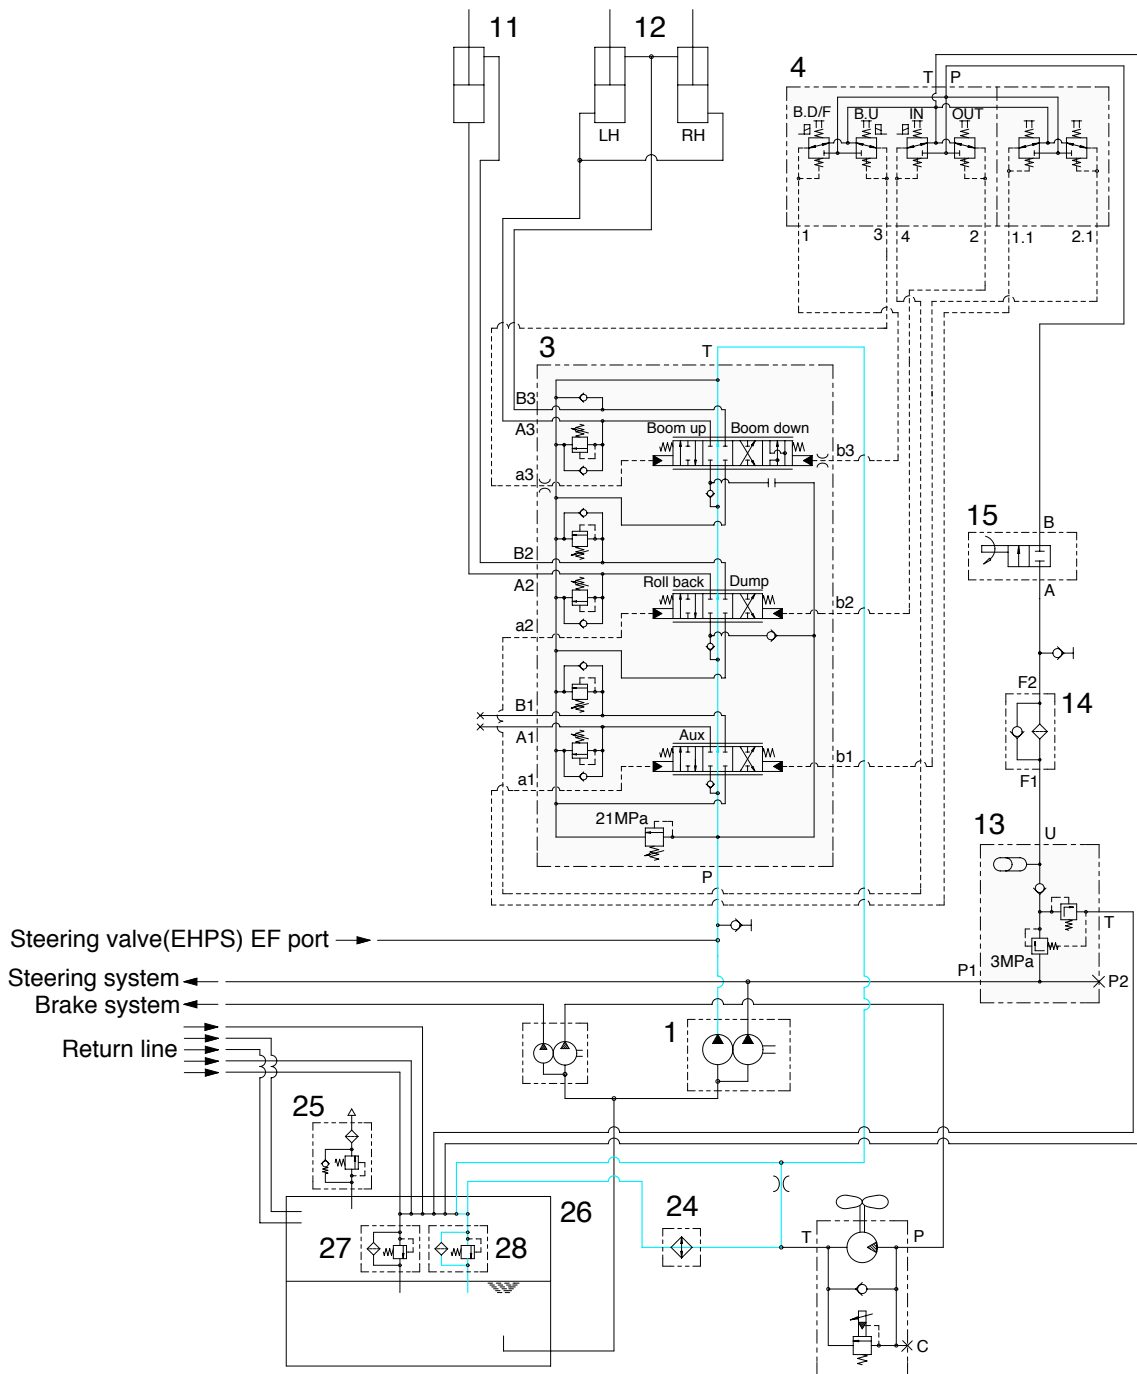 11
12
4
T P
LH
RH
B.D/F
B.U
IN
OUT
1
3
4
2
1.1
2.1
3
T
B3
A3
Boom up
Boom down
a3
b3
15
B
A
B2
A2
Roll back
Dump
a2
b2
F2
14
F1
B1
A1
Aux
a1
b1
21MPa
13
U
P
T
3MPa
Steering valve(EHPS) EF port
Steering system
P1
P2
Brake system
1
Return line
25
26
24
T
P
27
28
C